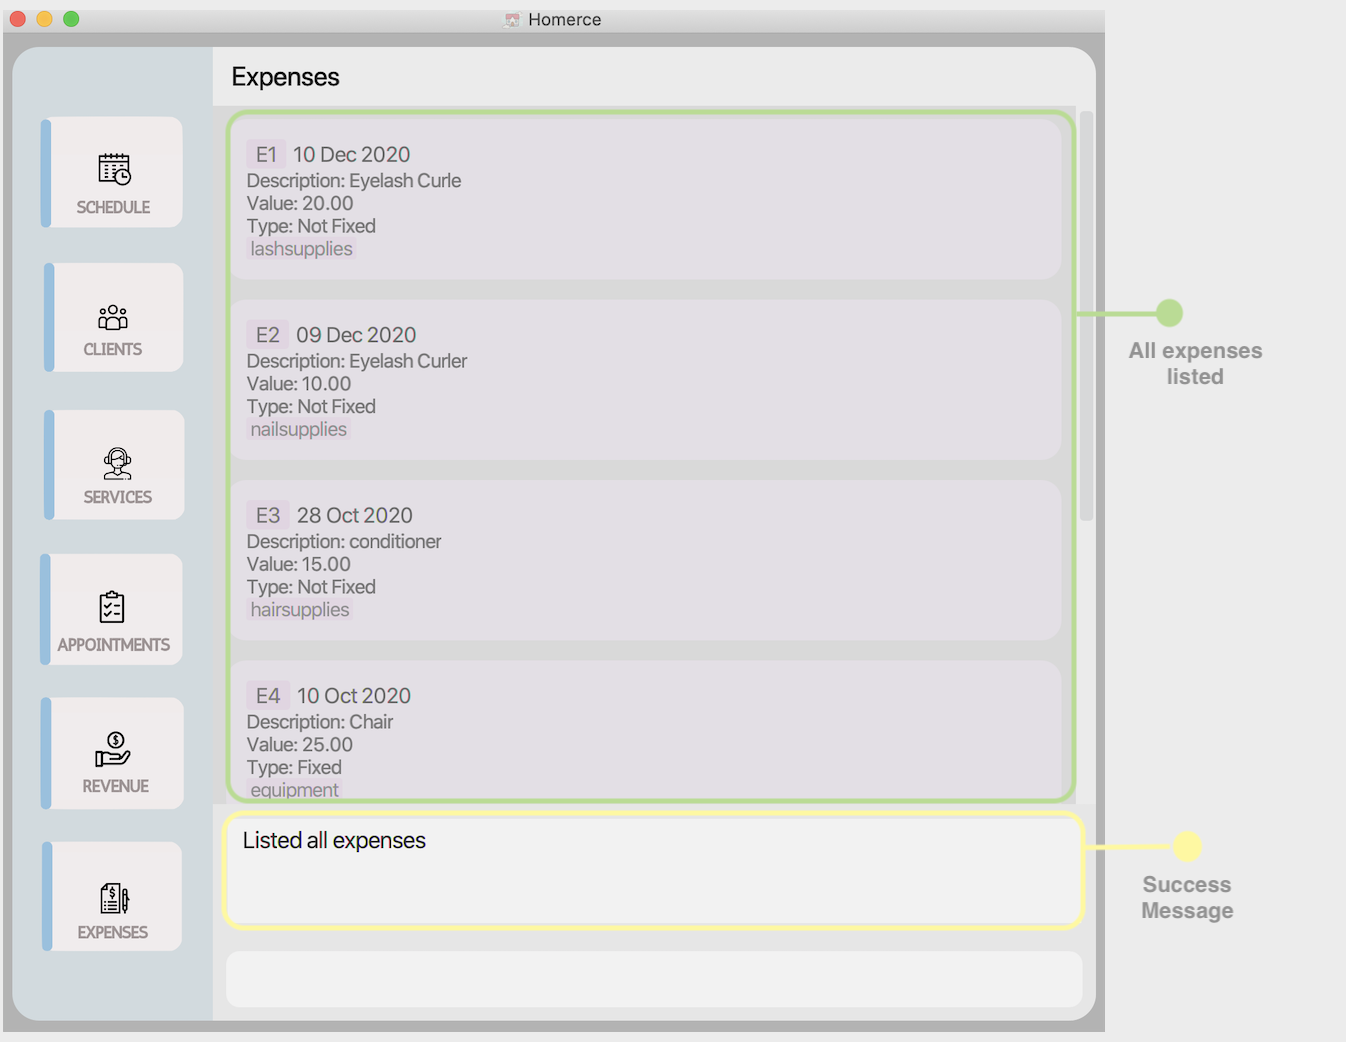 Homerce
Expenses
SCHEDULE
CLIENTS
SERVICES
APPOINTMENTS
REVENUE
EXPENSES
E1 10 Dec 2020
Description: Eyelash Curle
Value: 20.00
Type: Not Fixed
lashsupplies
E2 09 Dec 2020
Description: Eyelash Curler
Value: 10.00
Type: Not Fixed
nailsupplies
E3 28 Oct 2020
Description: conditioner
Value: 15.00
Type: Not Fixed
hairsupplies
E4 10 Oct 2020
Description: Chair
Value: 25.00
Type: Fixed
equipment
Listed all expenses
All expenses
listed
Success
Message